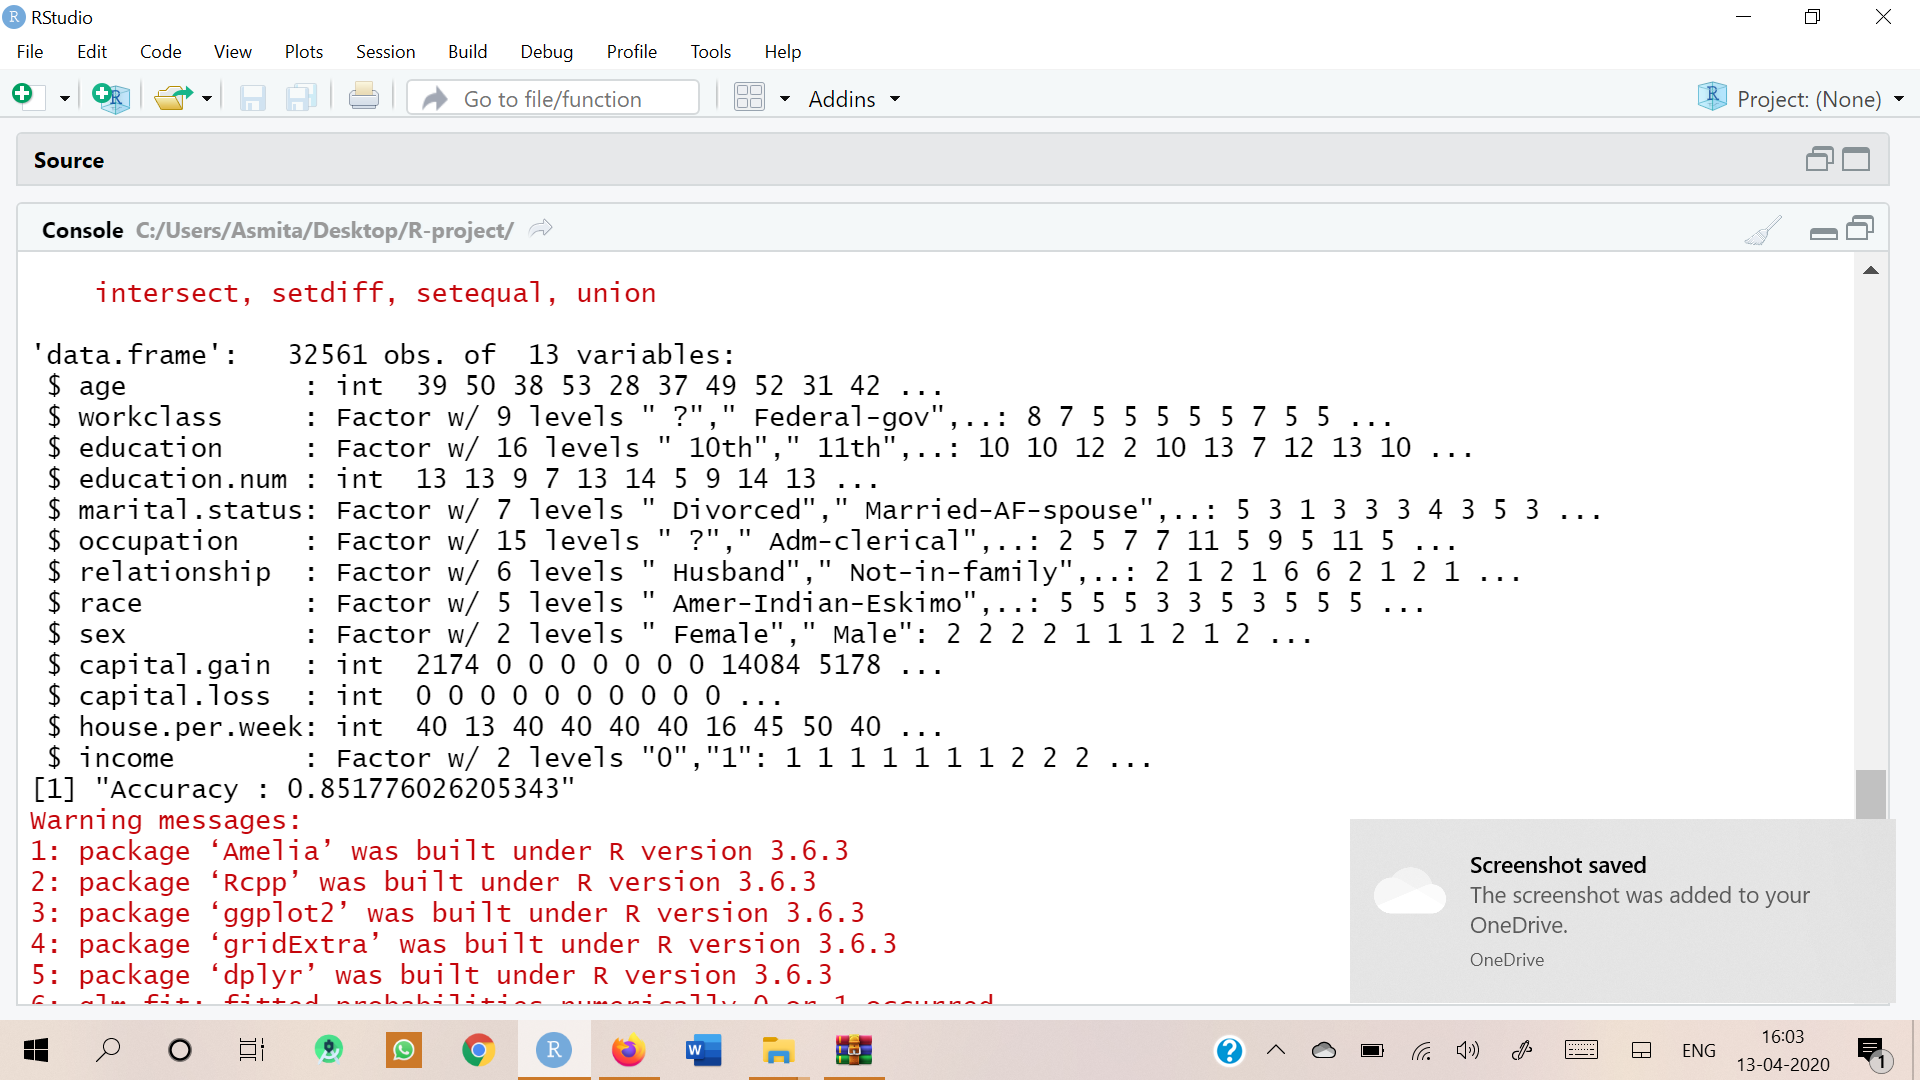 RStudio
File Edit Code View Plots Session Build Debug Profile Tools Help
Go to file/function Addins Project: (None)
Source
Console C:/Users/Asmita/Desktop/R-project/
    intersect, setdiff, setequal, union
'data.frame':   32561 obs. of  13 variables:
 $ age           : int  39 50 38 53 28 37 49 52 31 42 ...
 $ workclass     : Factor w/ 9 levels " ?"," Federal-gov",..: 8 7 5 5 5 5 5 7 5 5 ...
 $ education     : Factor w/ 16 levels " 10th"," 11th",..: 10 10 12 2 10 13 7 12 13 10 ...
 $ education.num : int  13 13 9 7 13 14 5 9 14 13 ...
 $ marital.status: Factor w/ 7 levels " Divorced"," Married-AF-spouse",..: 5 3 1 3 3 3 4 3 5 3 ...
 $ occupation    : Factor w/ 15 levels " ?"," Adm-clerical",..: 2 5 7 7 11 5 9 5 11 5 ...
 $ relationship  : Factor w/ 6 levels " Husband"," Not-in-family",..: 2 1 2 1 6 6 2 1 2 1 ...
 $ race          : Factor w/ 5 levels " Amer-Indian-Eskimo",..: 5 5 5 3 3 5 3 5 5 5 ...
 $ sex           : Factor w/ 2 levels " Female"," Male": 2 2 2 2 1 1 1 2 1 2 ...
 $ capital.gain  : int  2174 0 0 0 0 0 0 0 14084 5178 ...
 $ capital.loss  : int  0 0 0 0 0 0 0 0 0 0 ...
 $ house.per.week: int  40 13 40 40 40 40 16 45 50 40 ...
 $ income        : Factor w/ 2 levels "0","1": 1 1 1 1 1 1 1 2 2 2 ...
[1] "Accuracy : 0.851776026205343"
Warning messages:
1: package ‘Amelia’ was built under R version 3.6.3
2: package ‘Rcpp’ was built under R version 3.6.3
3: package ‘ggplot2’ was built under R version 3.6.3
4: package ‘gridExtra’ was built under R version 3.6.3
5: package ‘dplyr’ was built under R version 3.6.3
6: glm.fit: fitted probabilities numerically 0 or 1 occurred
Screenshot saved
The screenshot was added to your
OneDrive.
OneDrive
ENG
16:03
13-04-2020
1